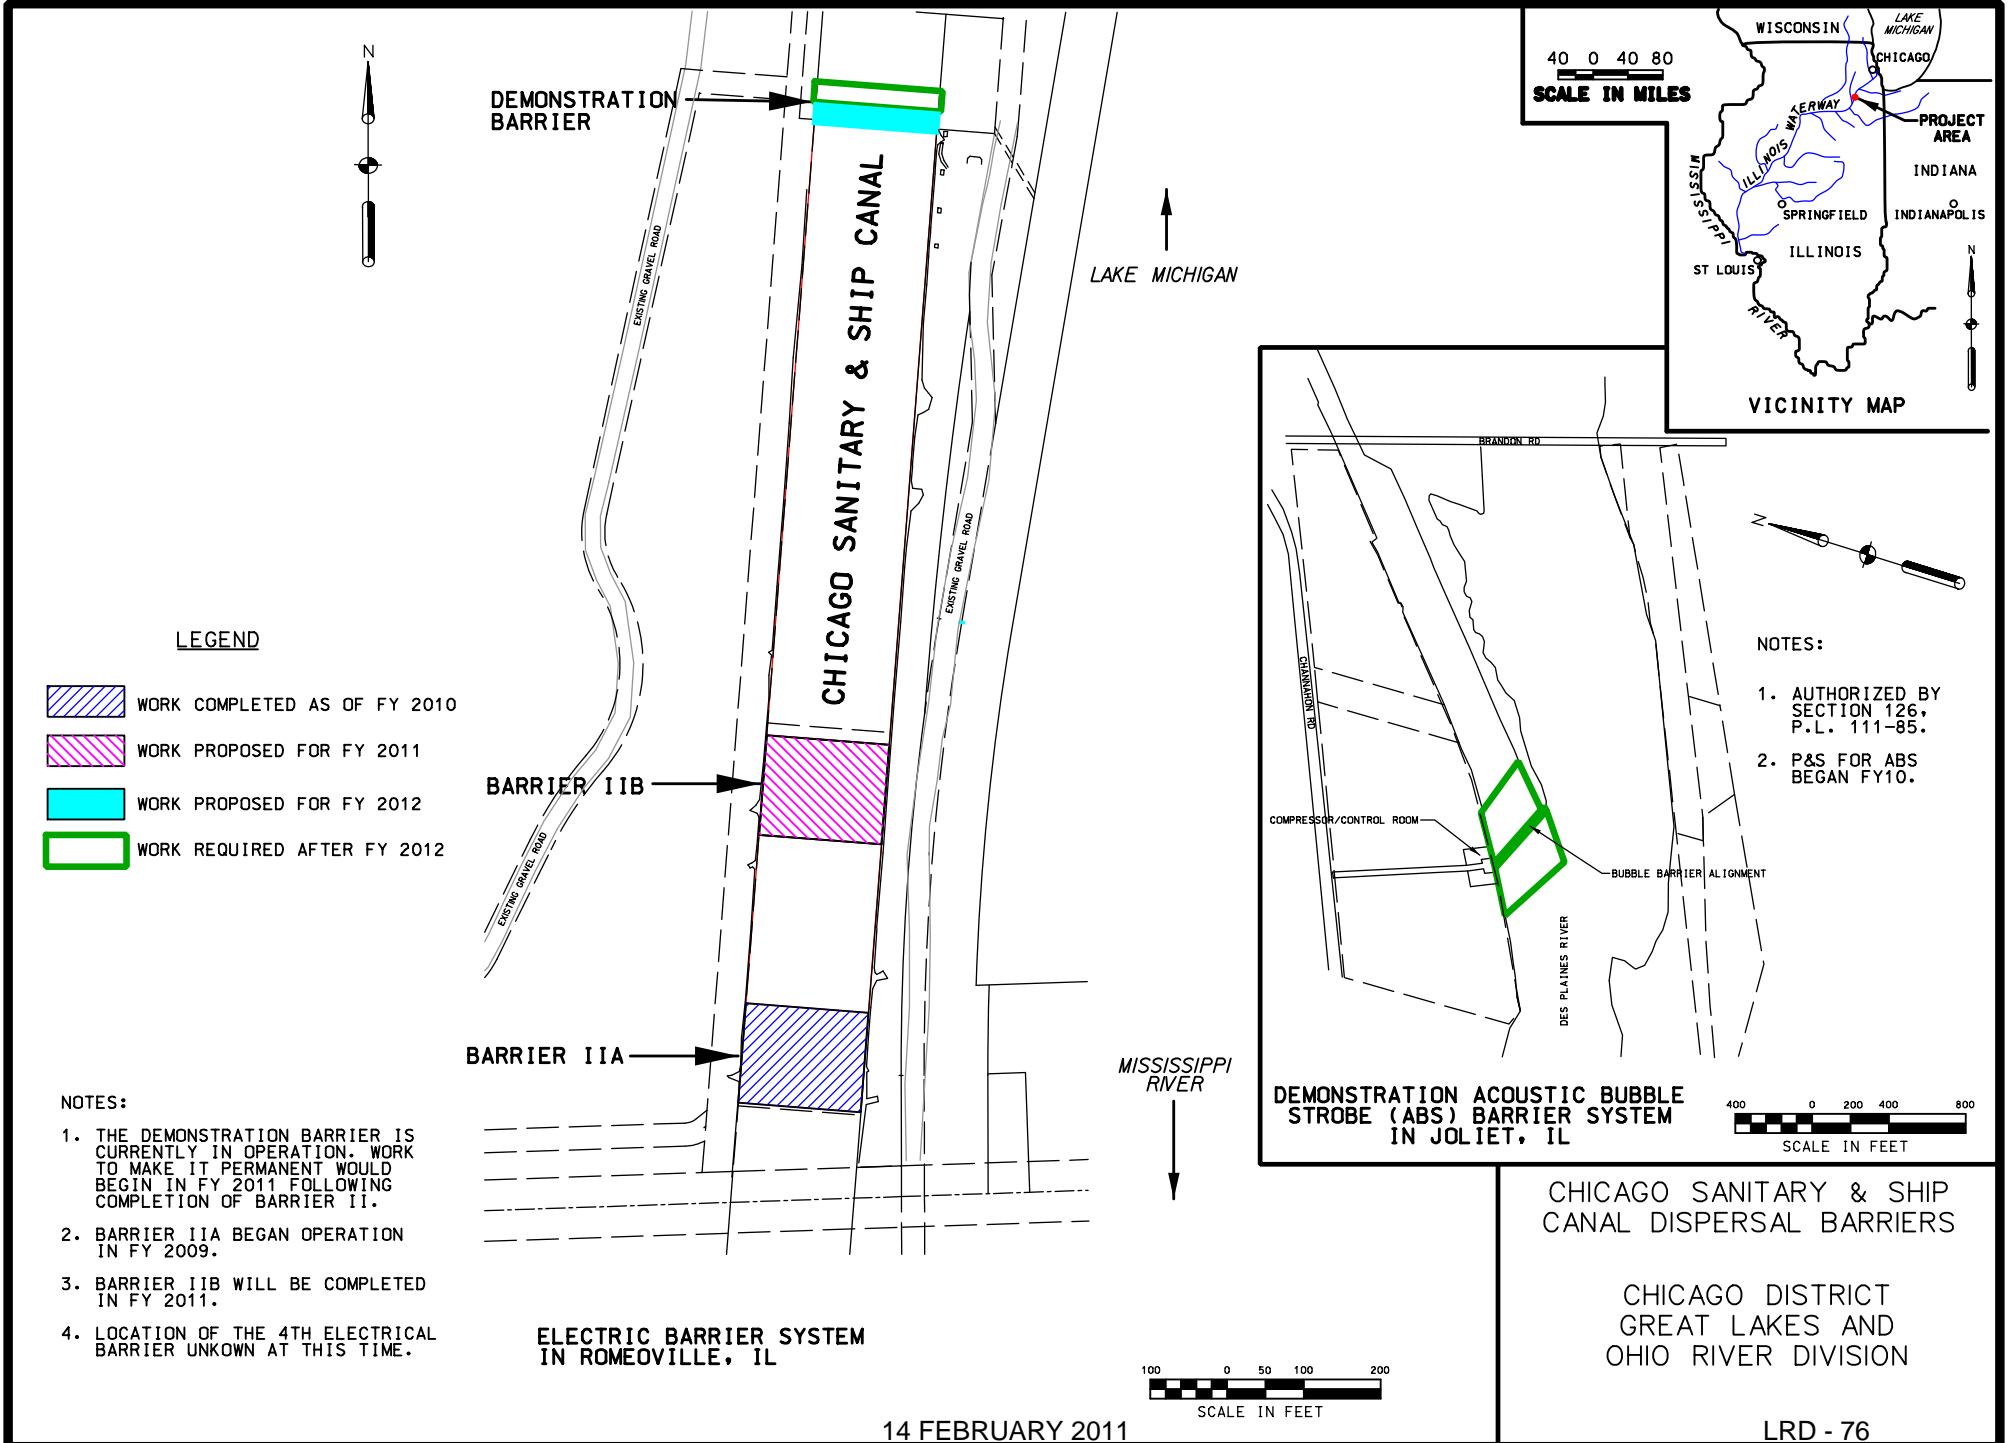 N
DEMONSTRATION
BARRIER
EXISTING GRAVEL ROAD
CHICAGO SANITARY & SHIP CANAL
LAKE MICHIGAN
EXISTING GRAVEL ROAD
LEGEND
WORK COMPLETED AS OF FY 2010
WORK PROPOSED FOR FY 2011
WORK PROPOSED FOR FY 2012
WORK REQUIRED AFTER FY 2012
BARRIER IIB
EXISTING GRAVEL ROAD
BARRIER IIA
MISSISSIPPI
RIVER
NOTES:
1. THE DEMONSTRATION BARRIER IS
CURRENTLY IN OPERATION. WORK
TO MAKE IT PERMANENT WOULD
BEGIN IN FY 2011 FOLLOWING
COMPLETION OF BARRIER II.
2. BARRIER IIA BEGAN OPERATION
IN FY 2009.
3. BARRIER IIB WILL BE COMPLETED
IN FY 2011.
4. LOCATION OF THE 4TH ELECTRICAL
BARRIER UNKOWN AT THIS TIME.
ELECTRIC BARRIER SYSTEM
IN ROMEOVILLE, IL
100 0 50 100 200
SCALE IN FEET
14 FEBRUARY 2011
40 0 40 80
SCALE IN MILES
WISCONSIN
LAKE
MICHIGAN
CHICAGO
ILLINOIS WATERWAY
PROJECT
AREA
INDIANA
MISSISSIPPI
SPRINGFIELD
INDIANAPOLIS
ILLINOIS
N
ST LOUIS
RIVER
VICINITY MAP
BRANDON RD
N
CHANNAHON RD
NOTES:
1. AUTHORIZED BY
SECTION 126,
P.L. 111-85.
2. P&S FOR ABS
BEGAN FY10.
COMPRESSOR/CONTROL ROOM
BUBBLE BARRIER ALIGNMENT
DES PLAINES RIVER
DEMONSTRATION ACOUSTIC BUBBLE
STROBE (ABS) BARRIER SYSTEM
IN JOLIET, IL
400 0 200 400 800
SCALE IN FEET
CHICAGO SANITARY & SHIP
CANAL DISPERSAL BARRIERS
CHICAGO DISTRICT
GREAT LAKES AND
OHIO RIVER DIVISION
LRD - 76